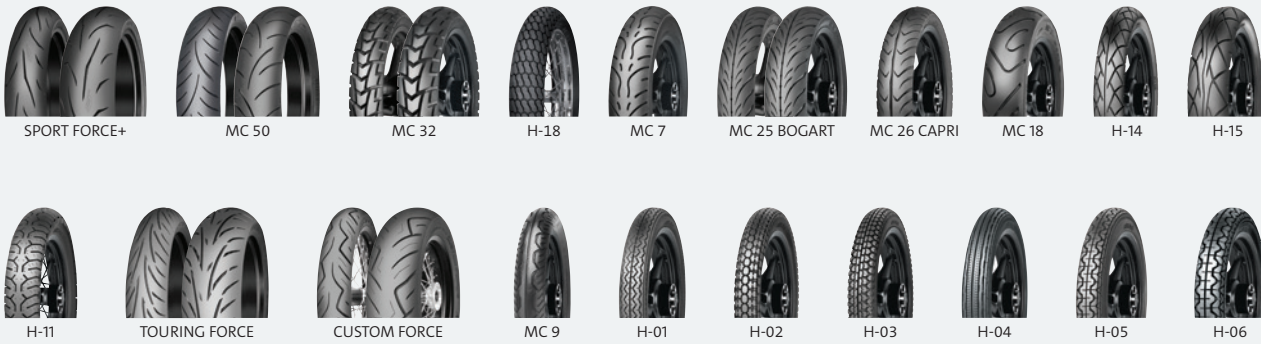 SPORT FORCE+ MC 50 MC 32 H-18 MC 7 MC 25 BOGART MC 26 CAPRI MC 18 H-14 H-15
H-11 TOURING FORCE CUSTOM FORCE MC 9 H-01 H-02 H-03 H-04 H-05 H-06